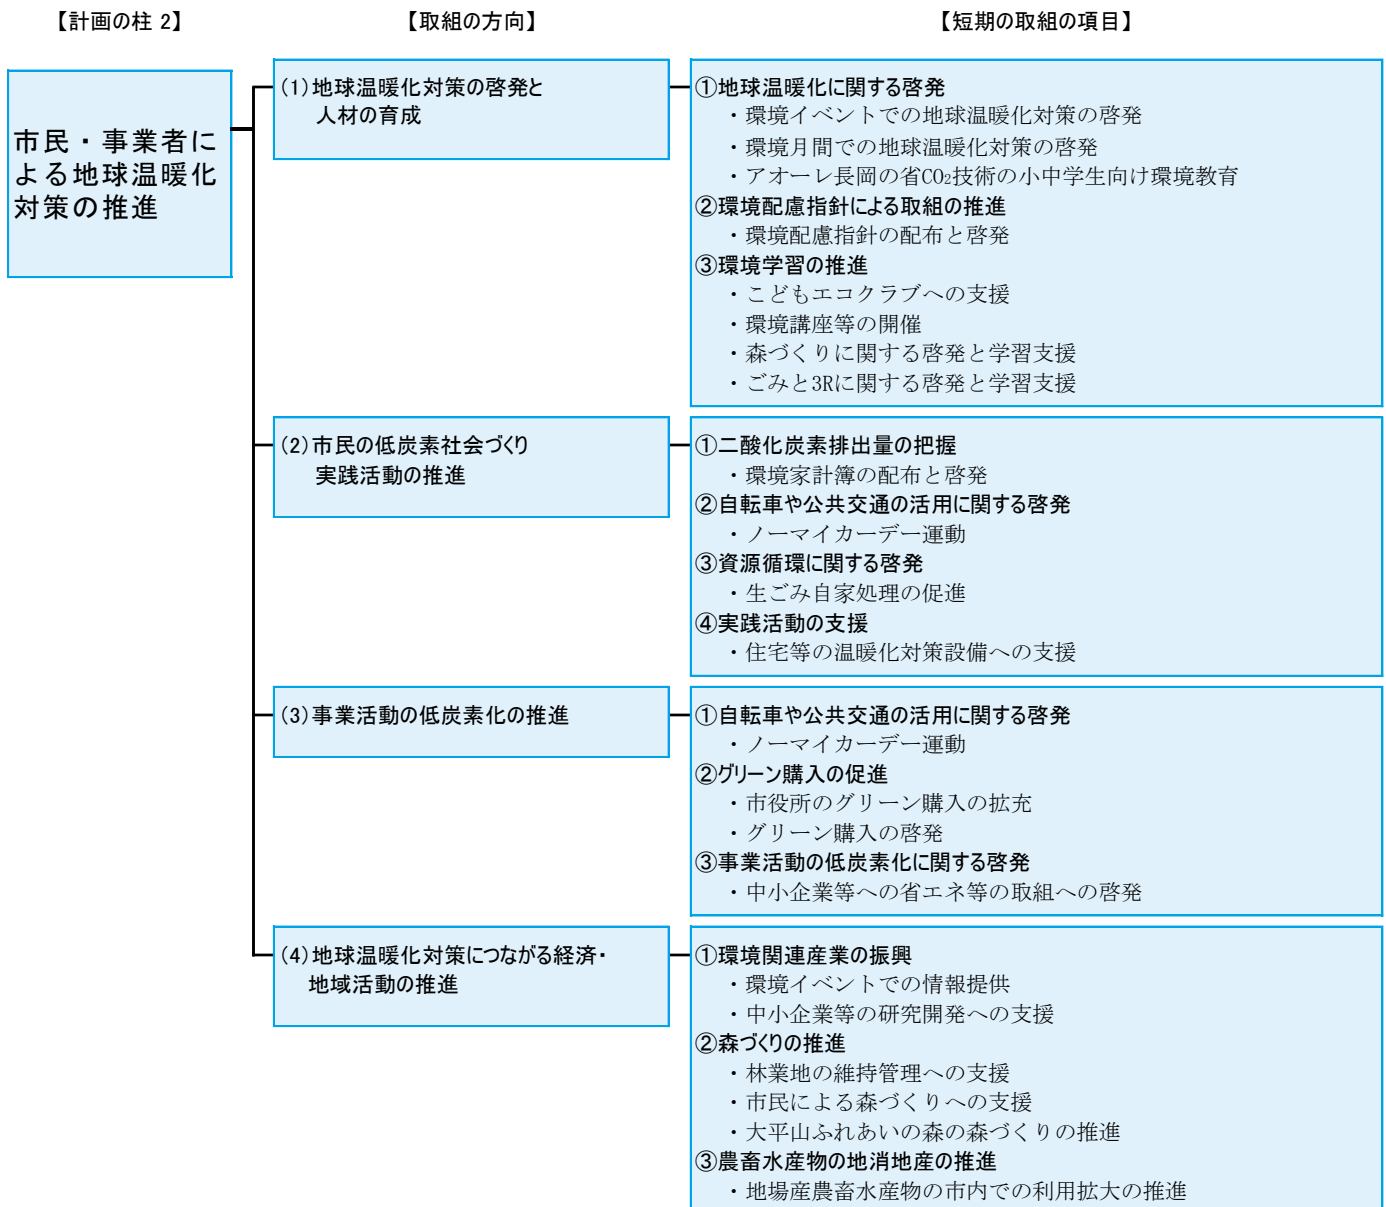 【計画の柱 2】
【取組の方向】
【短期の取組の項目】
市民・事業者に
よる地球温暖化
対策の推進
(1)地球温暖化対策の啓発と
人材の育成
①地球温暖化に関する啓発
・環境イベントでの地球温暖化対策の啓発
・環境月間での地球温暖化対策の啓発
・アオーレ長岡の省CO₂技術の小中学生向け環境教育
②環境配慮指針による取組の推進
・環境配慮指針の配布と啓発
③環境学習の推進
・こどもエコクラブへの支援
・環境講座等の開催
・森づくりに関する啓発と学習支援
・ごみと3Rに関する啓発と学習支援
(2)市民の低炭素社会づくり
実践活動の推進
①二酸化炭素排出量の把握
・環境家計簿の配布と啓発
②自転車や公共交通の活用に関する啓発
・ノーマイカーデー運動
③資源循環に関する啓発
・生ごみ自家処理の促進
④実践活動の支援
・住宅等の温暖化対策設備への支援
(3)事業活動の低炭素化の推進
①自転車や公共交通の活用に関する啓発
・ノーマイカーデー運動
②グリーン購入の促進
・市役所のグリーン購入の拡充
・グリーン購入の啓発
③事業活動の低炭素化に関する啓発
・中小企業等への省エネ等の取組への啓発
(4)地球温暖化対策につながる経済・
地域活動の推進
①環境関連産業の振興
・環境イベントでの情報提供
・中小企業等の研究開発への支援
②森づくりの推進
・林業地の維持管理への支援
・市民による森づくりへの支援
・大平山ふれあいの森の森づくりの推進
③農畜水産物の地消地産の推進
・地場産農畜水産物の市内での利用拡大の推進